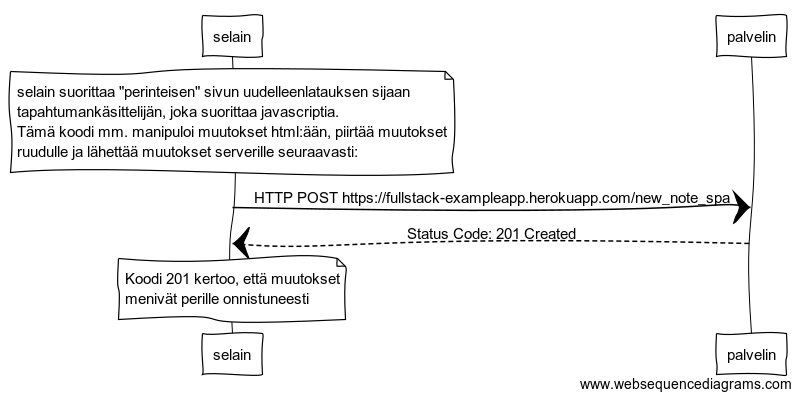 selain
palvelin
selain suorittaa "perinteisen" sivun uudelleenlatauksen sijaan
tapahtumankäsittelijän, joka suorittaa javascriptia.
Tämä koodi mm. manipuloi muutokset html:ään, piirtää muutokset
ruudulle ja lähettää muutokset serverille seuraavasti:
HTTP POST https://fullstack-exampleapp.herokuapp.com/new_note_spa
Status Code: 201 Created
Koodi 201 kertoo, että muutokset
menivät perille onnistuneesti
selain
palvelin
www.websequencediagrams.com